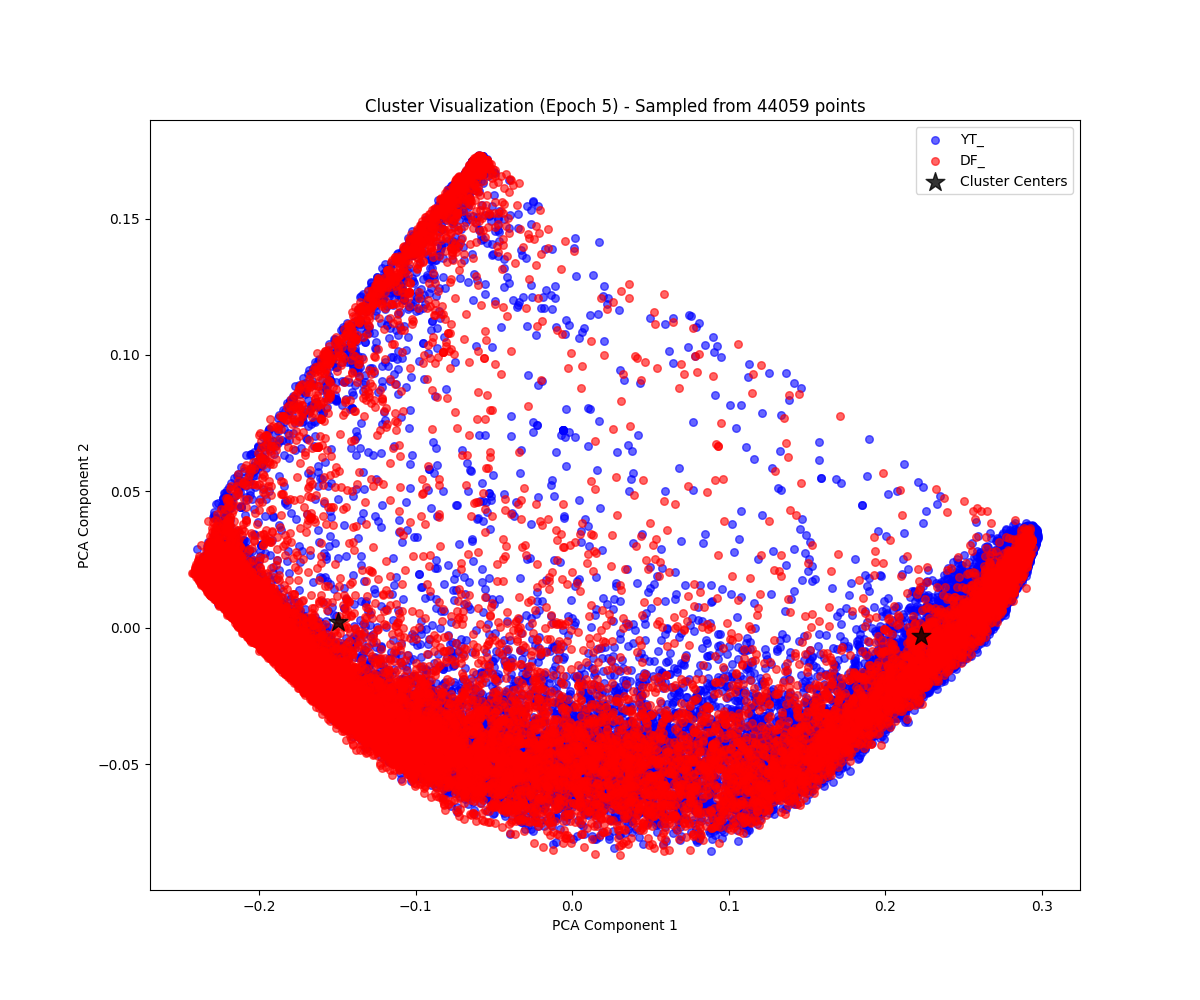 Cluster Visualization (Epoch 5) - Sampled from 44059 points
YT_
DF_
Cluster Centers
0.15
0.10
0.05
0.00
−0.05
PCA Component 2
−0.2
−0.1
0.0
0.1
0.2
0.3
PCA Component 1